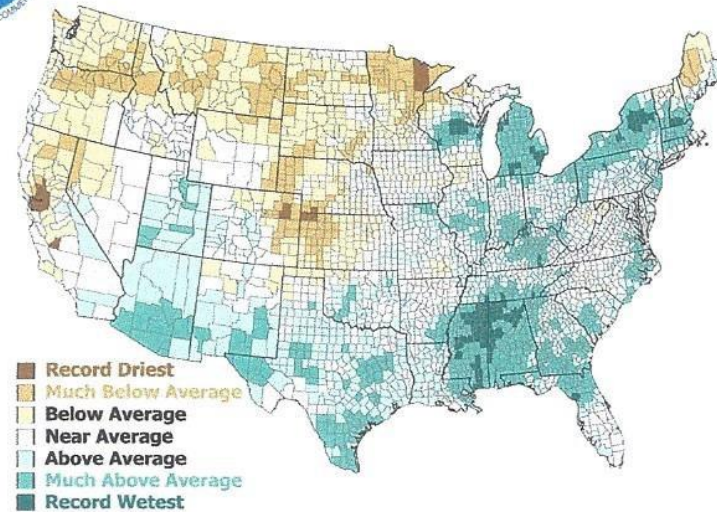 Record Driest
Much Below Average
Below Average
Near Average
Above Average
Much Above Average
Record Wetest